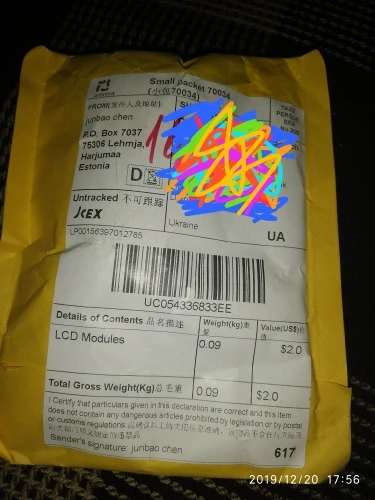 Small packet 70034
(小包70034)
FROM(发件人及地址):
junbao chen
P.O. Box 7037
75306 Lehmja,
Harjumaa
Estonia
TAXE
PERÇUE
EEK
D
Untracked 不可跟踪
JCEX
Ukraine
UA
LP00156397012785
UC054336833EE
Details of Contents 品名描述
Weight(kg)重量
Value(US$)价值
LCD Modules
0.09
$2.0
Total Gross Weight(Kg)总毛重
0.09
$2.0
I Certify that particulars given in this declaration are correct and this item
does not contain any dangerous articles prohibited by legislation or by postal
or customs regulations
Sender's signature: junbao chen
617
2019/12/20 17:56